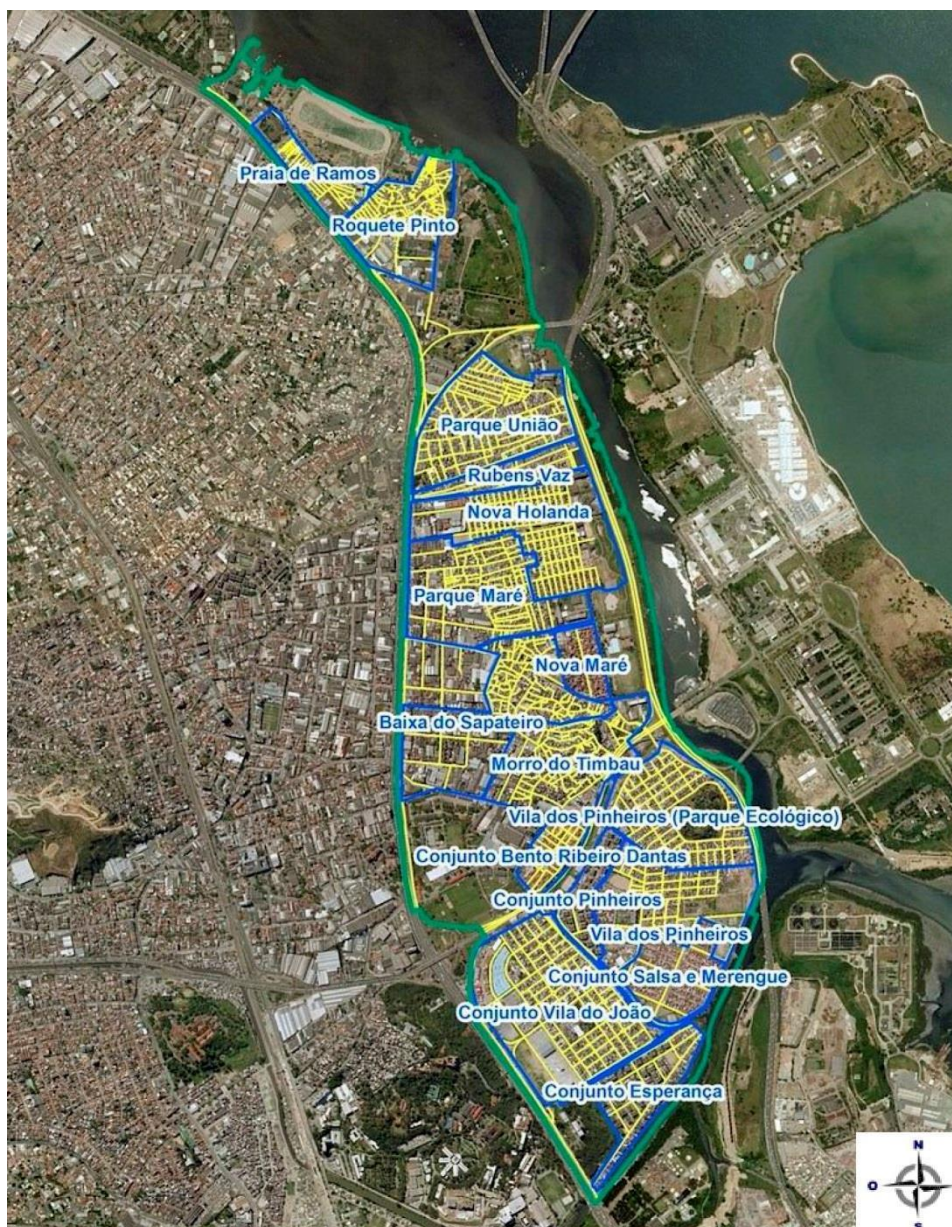 Praia de Ramos
Roquete Pinto
Parque União
Rubens Vaz
Nova Holanda
Parque Maré
Nova Maré
Baixa do Sapateiro
Morro do Timbau
Vila dos Pinheiros (Parque Ecológico)
Conjunto Bento Ribeiro Dantas
Conjunto Pinheiros
Vila dos Pinheiros
Conjunto Salsa e Merengue
Conjunto Vila do João
Conjunto Esperança
N
O E
S